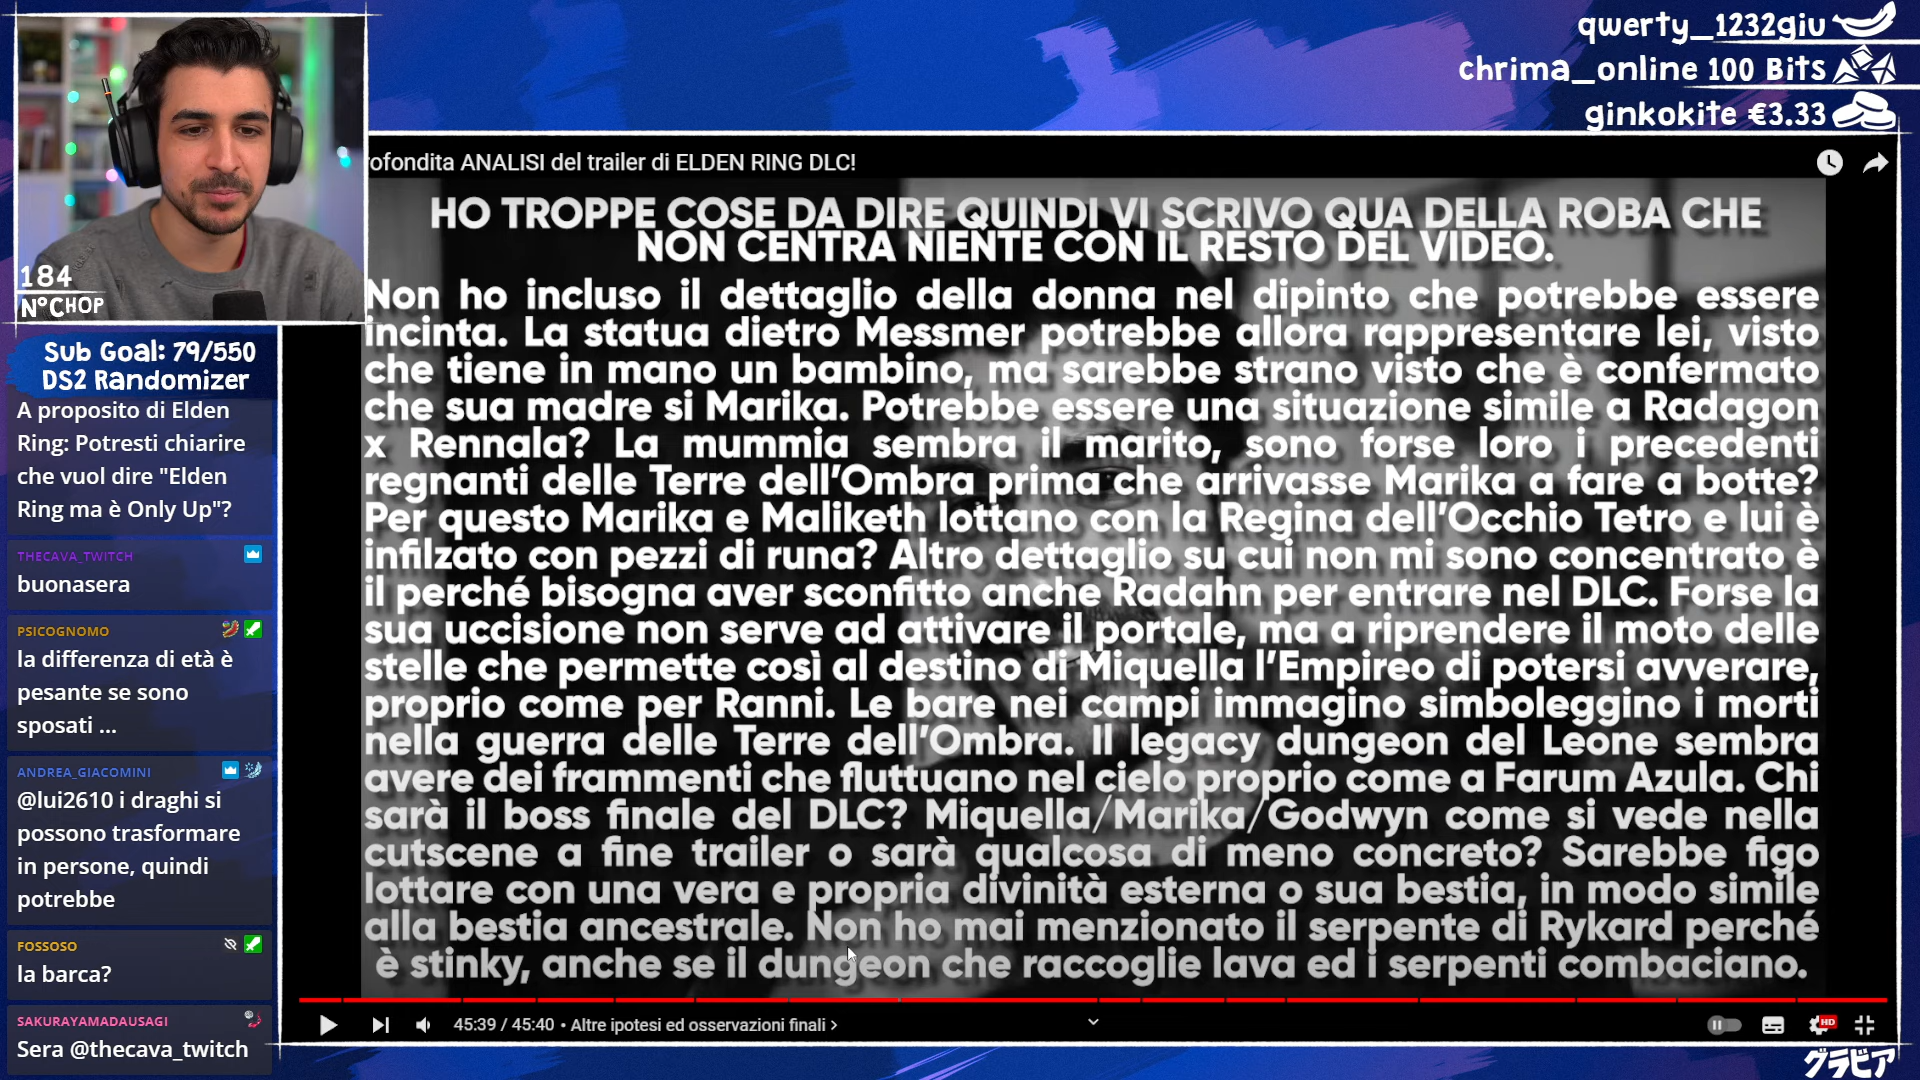 qwerty_1232giu
chrima_online 100 Bits
ginkokite €3.33
184
N°CHOP
Sub Goal: 79/550
DS2 Randomizer
A proposito di Elden
Ring: Potresti chiarire
che vuol dire "Elden
Ring ma è Only Up"?
THECAVA_TWITCH
buonasera
PSICOGNOMO
la differenza di età è
pesante se sono
sposati ...
ANDREA_GIACOMINI
@lui2610 i draghi si
possono trasformare
in persone, quindi
potrebbe
FOSSOSO
la barca?
SAKURAYAMADAUSAGI
Sera @thecava_twitch
ofondita ANALISI del trailer di ELDEN RING DLC!
HO TROPPE COSE DA DIRE QUINDI VI SCRIVO QUA DELLA ROBA CHE
NON CENTRA NIENTE CON IL RESTO DEL VIDEO.
Non ho incluso il dettaglio della donna nel dipinto che potrebbe essere
incinta. La statua dietro Messmer potrebbe allora rappresentare lei, visto
che tiene in mano un bambino, ma sarebbe strano visto che è confermato
che sua madre si Marika. Potrebbe essere una situazione simile a Radagon
x Rennala? La mummia sembra il marito, sono forse loro i precedenti
regnanti delle Terre dell'Ombra prima che arrivasse Marika a fare a botte?
Per questo Marika e Maliketh lottano con la Regina dell'Occhio Tetro e lui è
infilzato con pezzi di runa? Altro dettaglio su cui non mi sono concentrato è
il perché bisogna aver sconfitto anche Radahn per entrare nel DLC. Forse la
sua uccisione non serve ad attivare il portale, ma a riprendere il moto delle
stelle che permette così al destino di Miquella l'Empireo di potersi avverare,
proprio come per Ranni. Le bare nei campi immagino simboleggino i morti
nella guerra delle Terre dell'Ombra. Il legacy dungeon del Leone sembra
avere dei frammenti che fluttuano nel cielo proprio come a Farum Azula. Chi
sarà il boss finale del DLC? Miquella/Marika/Godwyn come si vede nella
cutscene a fine trailer o sarà qualcosa di meno concreto? Sarebbe figo
lottare con una vera e propria divinità esterna o sua bestia, in modo simile
alla bestia ancestrale. Non ho mai menzionato il serpente di Rykard perché
è stinky, anche se il dungeon che raccoglie lava ed i serpenti combaciano.
45:39 / 45:40 • Altre ipotesi ed osservazioni finali
HD
グラビア